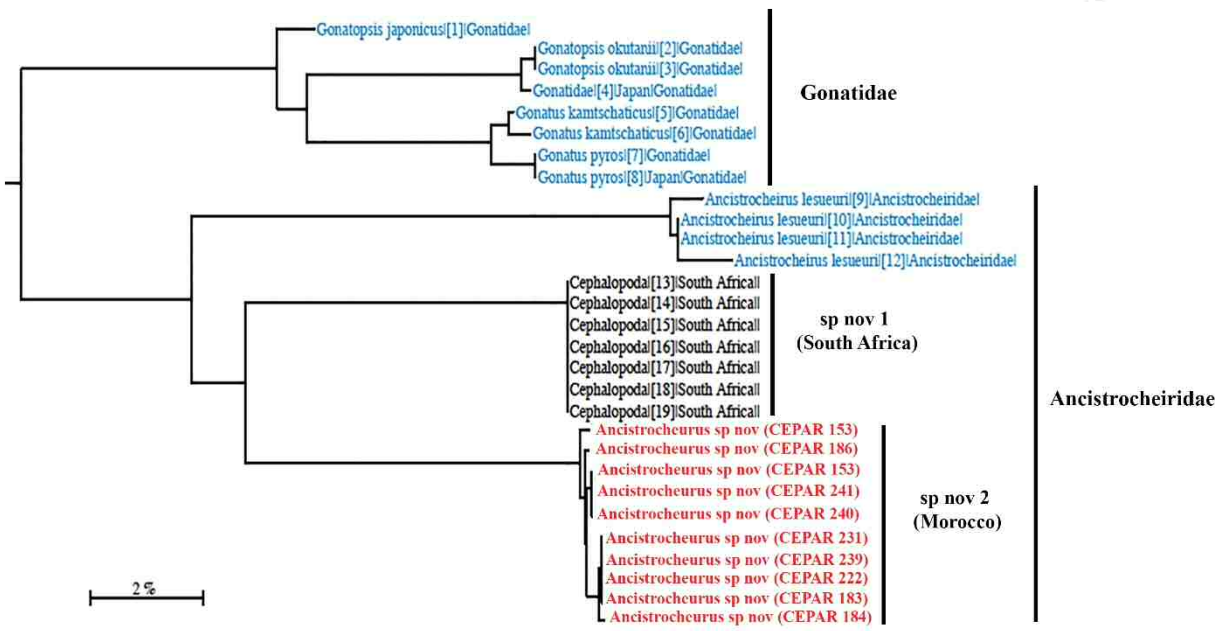 Gonatopsis japonicus|[1]|Gonatidae|
Gonatopsis okutanii|[2]|Gonatidae|
Gonatopsis okutanii|[3]|Gonatidae|
Gonatidae|[4]|Japan|Gonatidae|
Gonatus kamtschaticus|[5]|Gonatidae|
Gonatus kamtschaticus|[6]|Gonatidae|
Gonatus pyros|[7]|Gonatidae|
Gonatus pyros|[8]|Japan|Gonatidae|
Gonatidae
Ancistrocheirus lesueuri|[9]|Ancistrocheiridae|
Ancistrocheirus lesueuri|[10]|Ancistrocheiridae|
Ancistrocheirus lesueuri|[11]|Ancistrocheiridae|
Ancistrocheirus lesueuri|[12]|Ancistrocheiridae|
Cephalopoda|[13]|South Africa||
Cephalopoda|[14]|South Africa||
Cephalopoda|[15]|South Africa||
Cephalopoda|[16]|South Africa||
Cephalopoda|[17]|South Africa||
Cephalopoda|[18]|South Africa||
Cephalopoda|[19]|South Africa||
sp nov 1
(South Africa)
Ancistrocheurus sp nov (CEPAR 153)
Ancistrocheurus sp nov (CEPAR 186)
Ancistrocheurus sp nov (CEPAR 153)
Ancistrocheurus sp nov (CEPAR 241)
Ancistrocheurus sp nov (CEPAR 240)
Ancistrocheurus sp nov (CEPAR 231)
Ancistrocheurus sp nov (CEPAR 239)
Ancistrocheurus sp nov (CEPAR 222)
Ancistrocheurus sp nov (CEPAR 183)
Ancistrocheurus sp nov (CEPAR 184)
sp nov 2
(Morocco)
Ancistrocheiridae
2 %